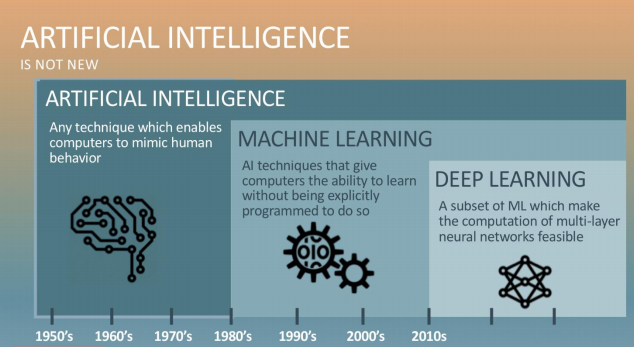 ARTIFICIAL INTELLIGENCE
IS NOT NEW
ARTIFICIAL INTELLIGENCE
Any technique which enables
computers to mimic human
behavior
MACHINE LEARNING
AI techniques that give
computers the ability to learn
without being explicitly
programmed to do so
OIO
DEEP LEARNING
A subset of ML which make
the computation of multi-layer
neural networks feasible
1950's 1960's 1970's 1980's 1990's 2000's 2010s